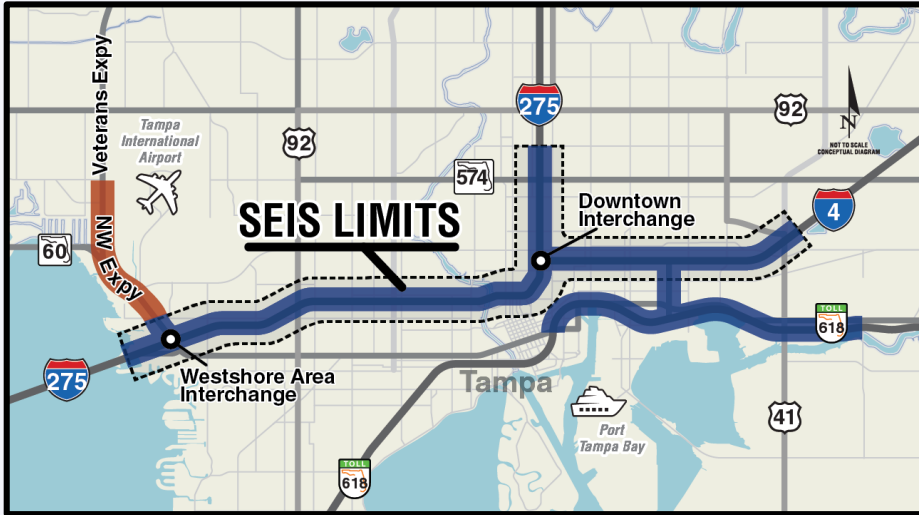 Veterans Expy
Tampa
International
Airport
92
275
92
N
NOT TO SCALE
CONCEPTUAL DIAGRAM
574
Downtown
Interchange
4
SEIS LIMITS
60
NW Expy
TOLL
618
275
Westshore Area
Interchange
Tampa
Port
Tampa Bay
41
TOLL
618